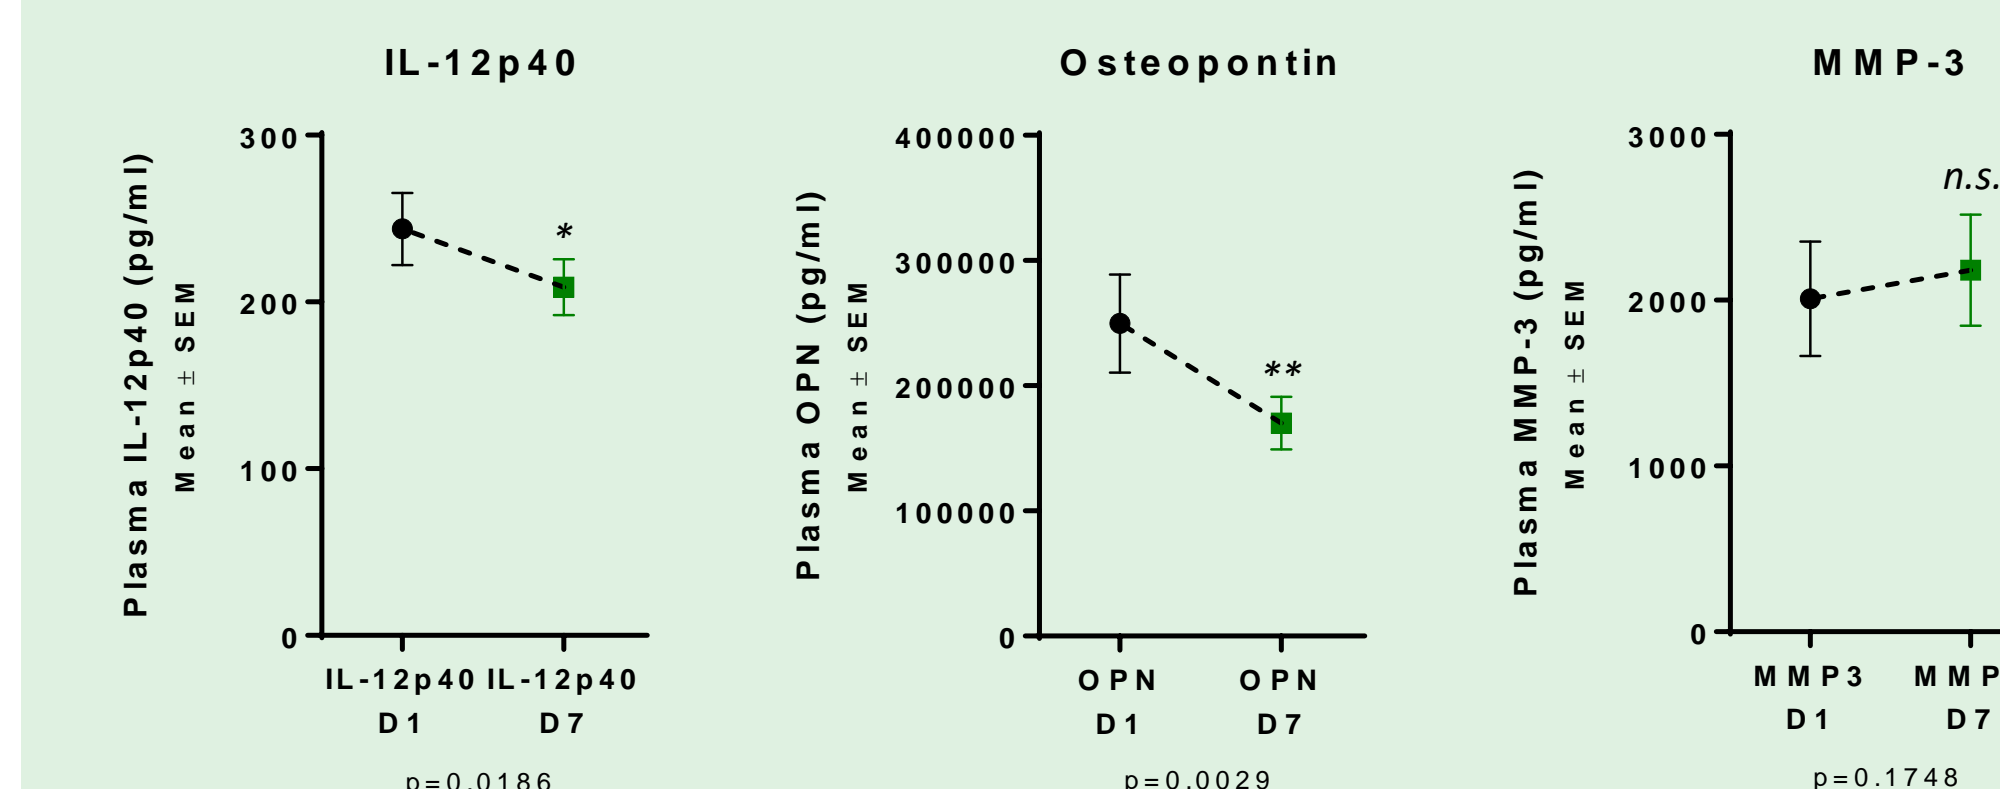 IL-12p40
Plasma IL-12p40 (pg/ml)
Mean ± SEM
300
200
100
0
*
IL-12p40 IL-12p40
D1 D7
p=0.0186
Osteopontin
Plasma OPN (pg/ml)
Mean ± SEM
400000
300000
200000
100000
0
**
OPN OPN
D1 D7
p=0.0029
MMP-3
Plasma MMP-3 (pg/ml)
Mean ± SEM
3000
2000
1000
0
n.s.
MMP3 MMP
D1 D7
p=0.1748